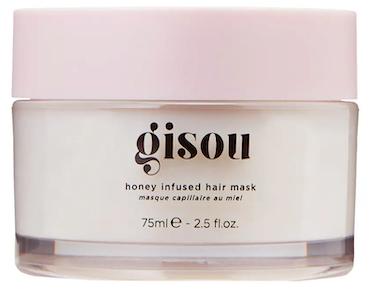 gisou
honey infused hair mask
masque capillaire au miel
75ml ℮ - 2.5 fl.oz.